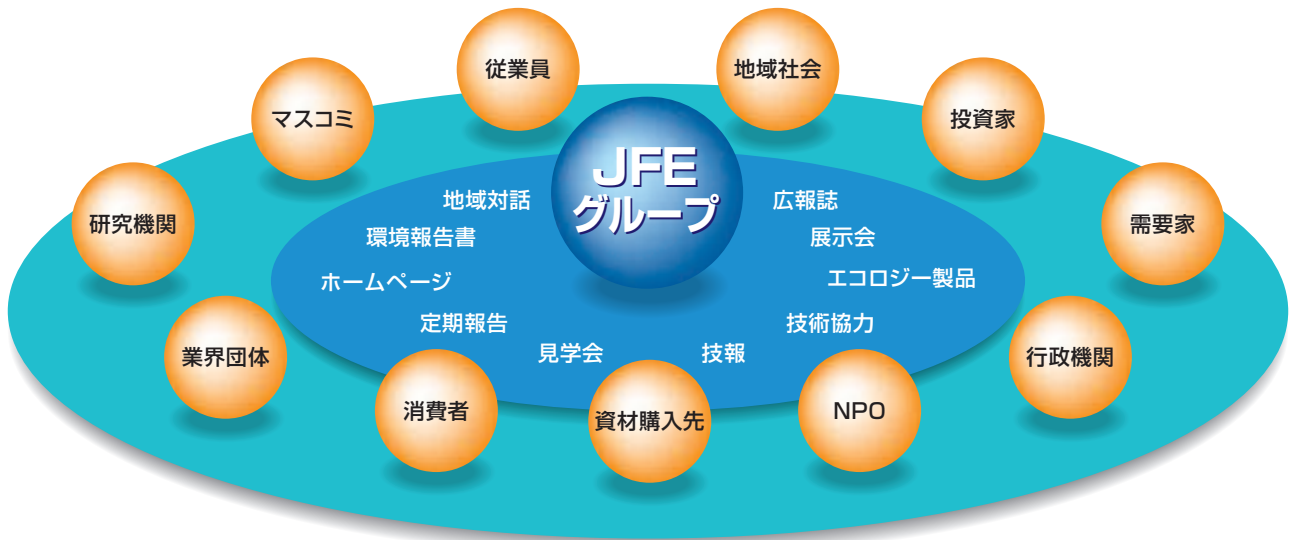 従業員
地域社会
マスコミ
投資家
JFE
グループ
研究機関
需要家
地域対話
広報誌
環境報告書
展示会
ホームページ
エコロジー製品
定期報告
技術協力
見学会
技報
業界団体
行政機関
消費者
資材購入先
NPO